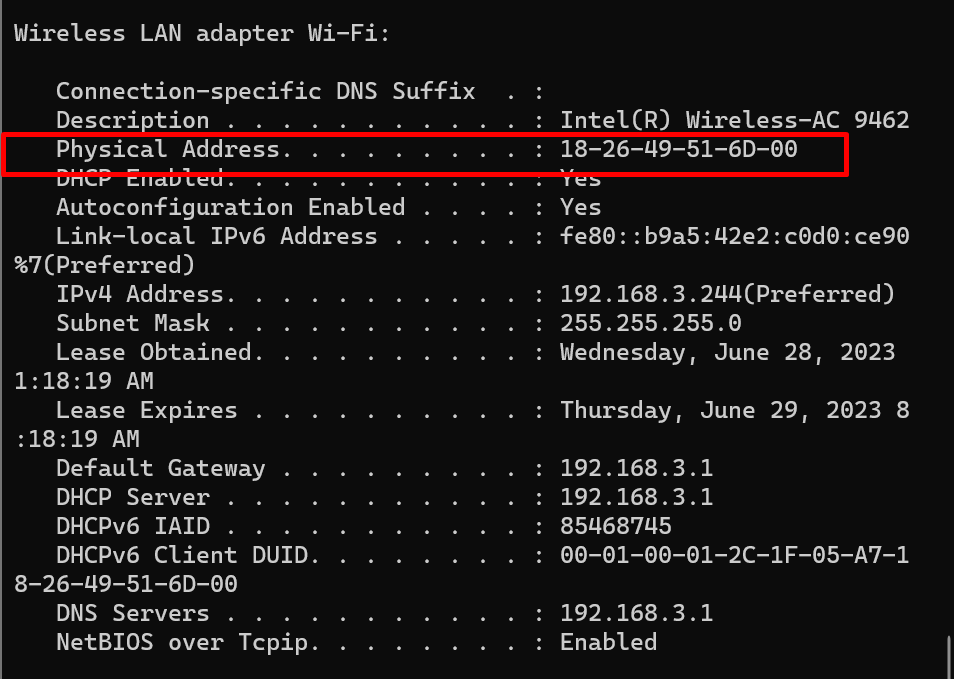 Wireless LAN adapter Wi-Fi:
Connection-specific DNS Suffix  . :
Description . . . . . . . . . . . : Intel(R) Wireless-AC 9462
Physical Address. . . . . . . . . : 18-26-49-51-6D-00
DHCP Enabled. . . . . . . . . . . : Yes
Autoconfiguration Enabled . . . . : Yes
Link-local IPv6 Address . . . . . : fe80::b9a5:42e2:c0d0:ce90
%7(Preferred)
IPv4 Address. . . . . . . . . . . : 192.168.3.244(Preferred)
Subnet Mask . . . . . . . . . . . : 255.255.255.0
Lease Obtained. . . . . . . . . . : Wednesday, June 28, 2023
1:18:19 AM
Lease Expires . . . . . . . . . . : Thursday, June 29, 2023 8
:18:19 AM
Default Gateway . . . . . . . . . : 192.168.3.1
DHCP Server . . . . . . . . . . . : 192.168.3.1
DHCPv6 IAID . . . . . . . . . . . : 85468745
DHCPv6 Client DUID. . . . . . . . : 00-01-00-01-2C-1F-05-A7-1
8-26-49-51-6D-00
DNS Servers . . . . . . . . . . . : 192.168.3.1
NetBIOS over Tcpip. . . . . . . . : Enabled